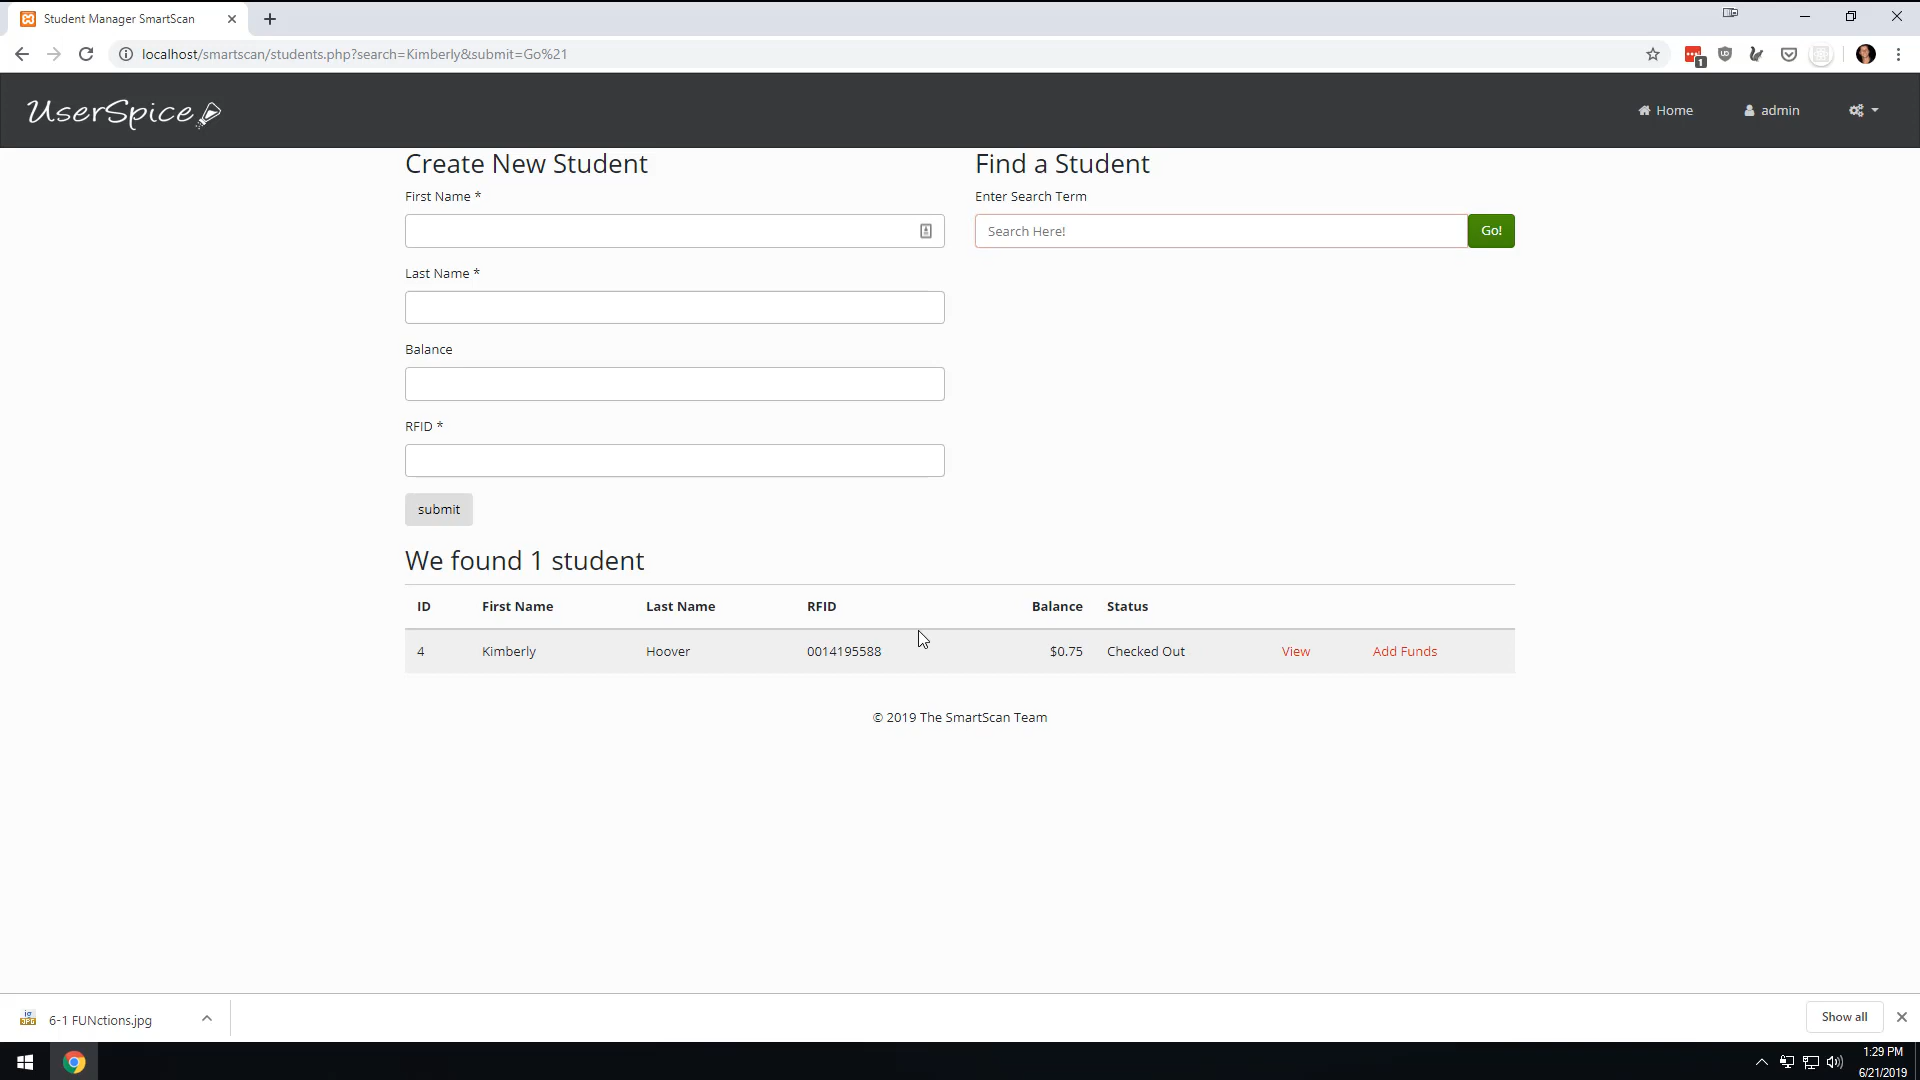 Student Manager SmartScan
localhost/smartscan/students.php?search=Kimberly&submit=Go%21
1
UserSpice
Home
admin
Create New Student
Find a Student
First Name *
Enter Search Term
Search Here!
Go!
Last Name *
Balance
RFID *
submit
We found 1 student
ID First Name Last Name RFID Balance Status
4 Kimberly Hoover 0014195588 $0.75 Checked Out View Add Funds
© 2019 The SmartScan Team
6-1 FUNctions.jpg
Show all
1:29 PM
6/21/2019